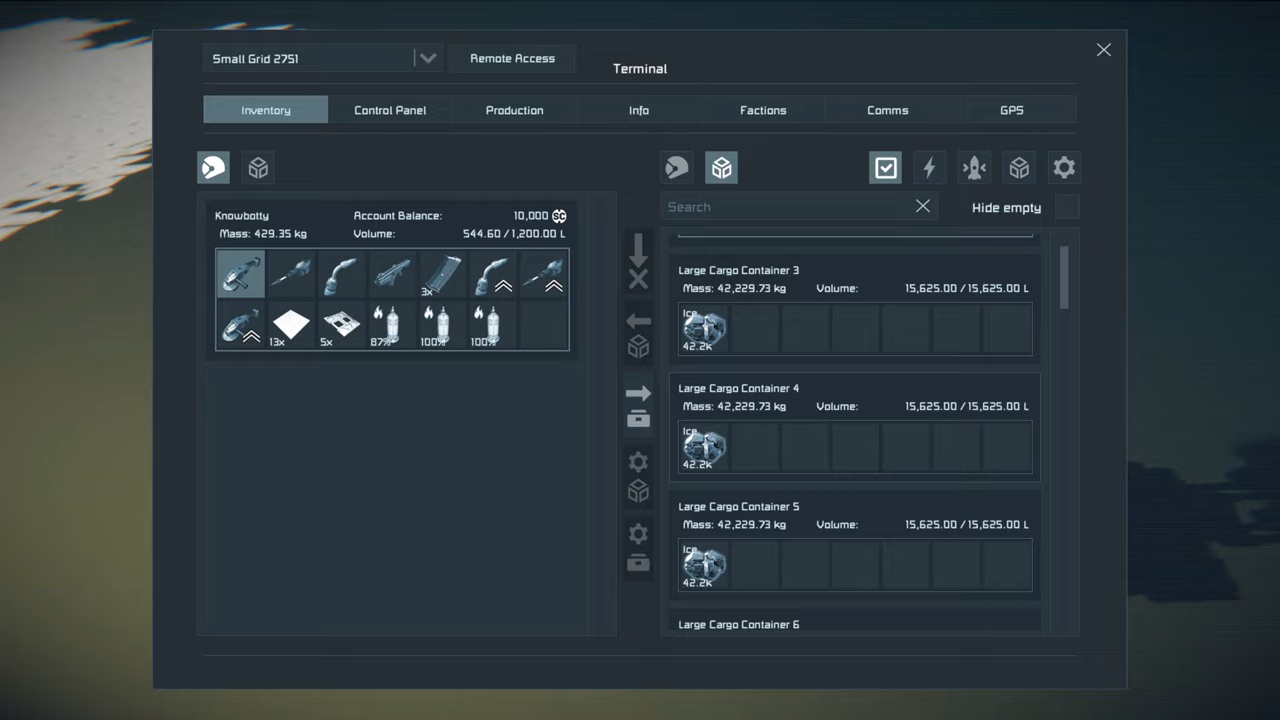 Small Grid 2751
Remote Access
Terminal
Inventory
Control Panel
Production
Info
Factions
Comms
GPS
Knowbotty
Account Balance:
10,000 SC
Mass: 429.35 kg
Volume:
544.60 / 1,200.00 L
3x
13x
5x
87%
100%
100%
Search
Hide empty
Large Cargo Container 3
Mass: 42,229.73 kg
Volume:
15,625.00 / 15,625.00 L
Ice
42.2k
Large Cargo Container 4
Mass: 42,229.73 kg
Volume:
15,625.00 / 15,625.00 L
Ice
42.2k
Large Cargo Container 5
Mass: 42,229.73 kg
Volume:
15,625.00 / 15,625.00 L
Ice
42.2k
Large Cargo Container 6